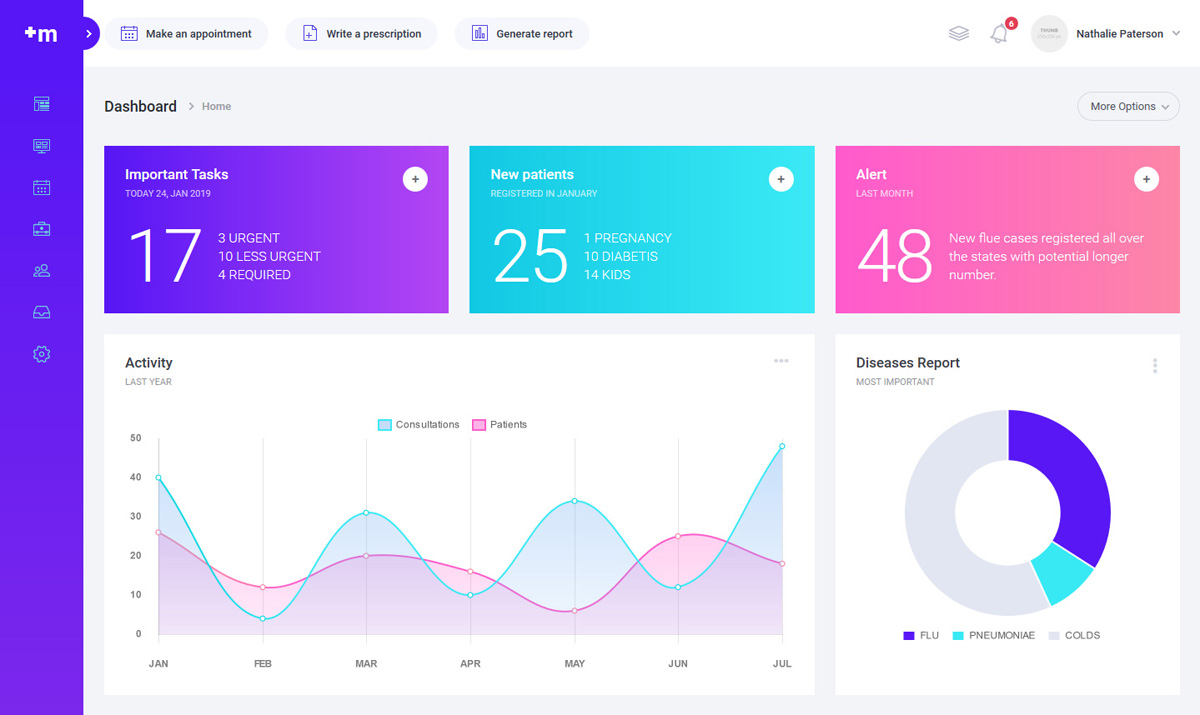 +m
Make an appointment
Write a prescription
Generate report
6
THUMB
Nathalie Paterson
Dashboard
Home
More Options
Important Tasks
TODAY 24, JAN 2019
+
17
3 URGENT
10 LESS URGENT
4 REQUIRED
New patients
REGISTERED IN JANUARY
+
25
1 PREGNANCY
10 DIABETIS
14 KIDS
Alert
LAST MONTH
+
48
New flue cases registered all over
the states with potential longer
number.
Activity
LAST YEAR
Consultations
Patients
50
40
30
20
10
0
JAN
FEB
MAR
APR
MAY
JUN
JUL
Diseases Report
MOST IMPORTANT
FLU
PNEUMONIAE
COLDS